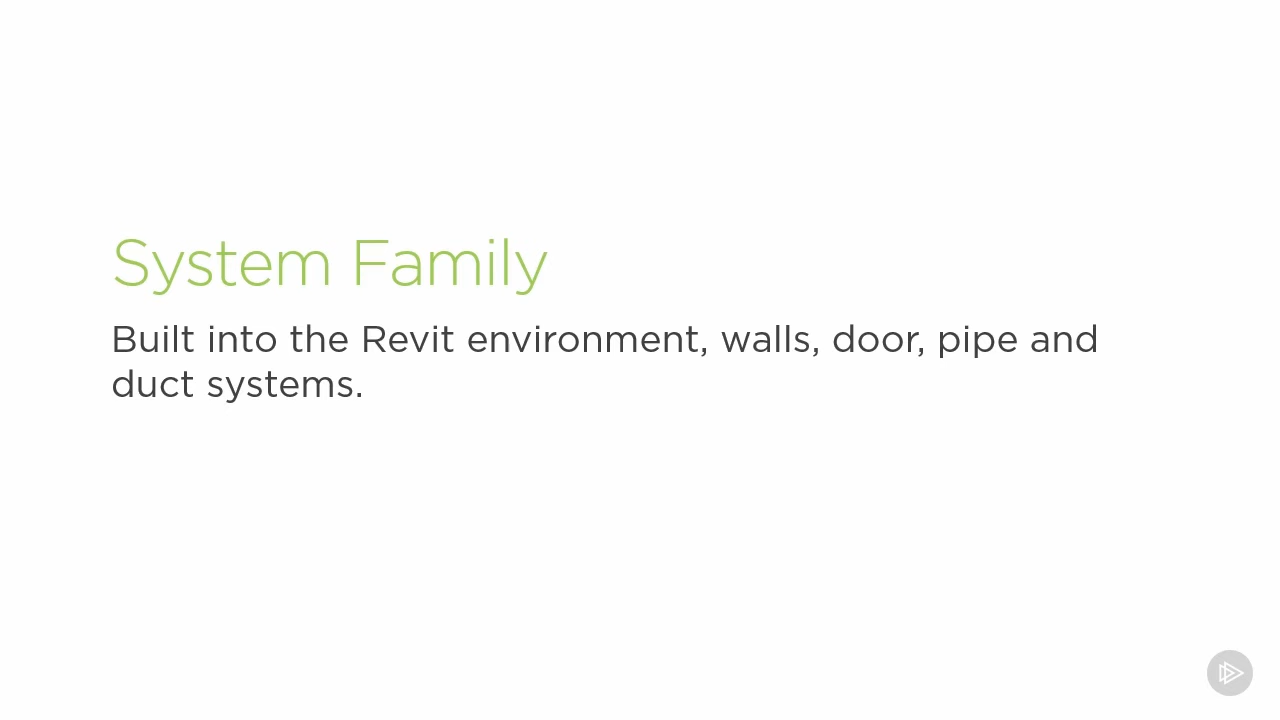 System Family
Built into the Revit environment, walls, door, pipe and
duct systems.